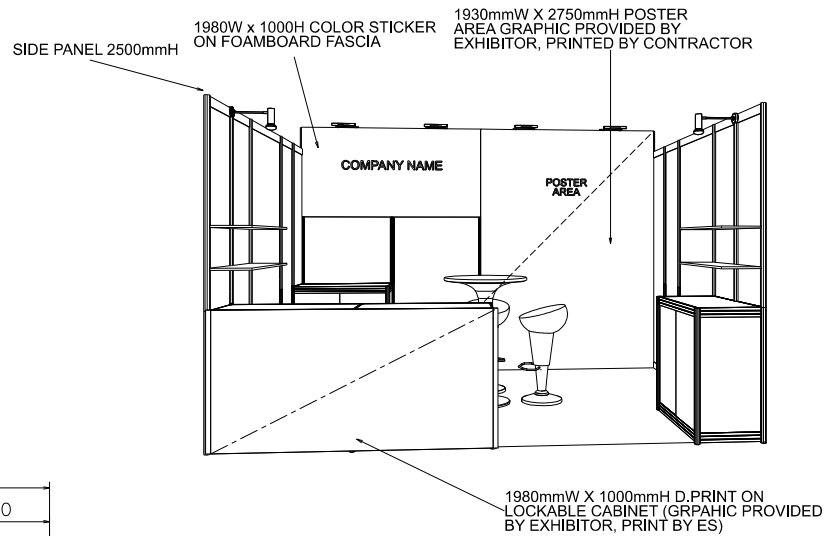 1930mmW X 2750mmH POSTER
AREA GRAPHIC PROVIDED BY
EXHIBITOR, PRINTED BY CONTRACTOR
1980W x 1000H COLOR STICKER
ON FOAMBOARD FASCIA
SIDE PANEL 2500mmH
COMPANY NAME
POSTER
AREA
1980mmW X 1000mmH D.PRINT ON
LOCKABLE CABINET (GRPAHIC PROVIDED
BY EXHIBITOR, PRINT BY ES)
0